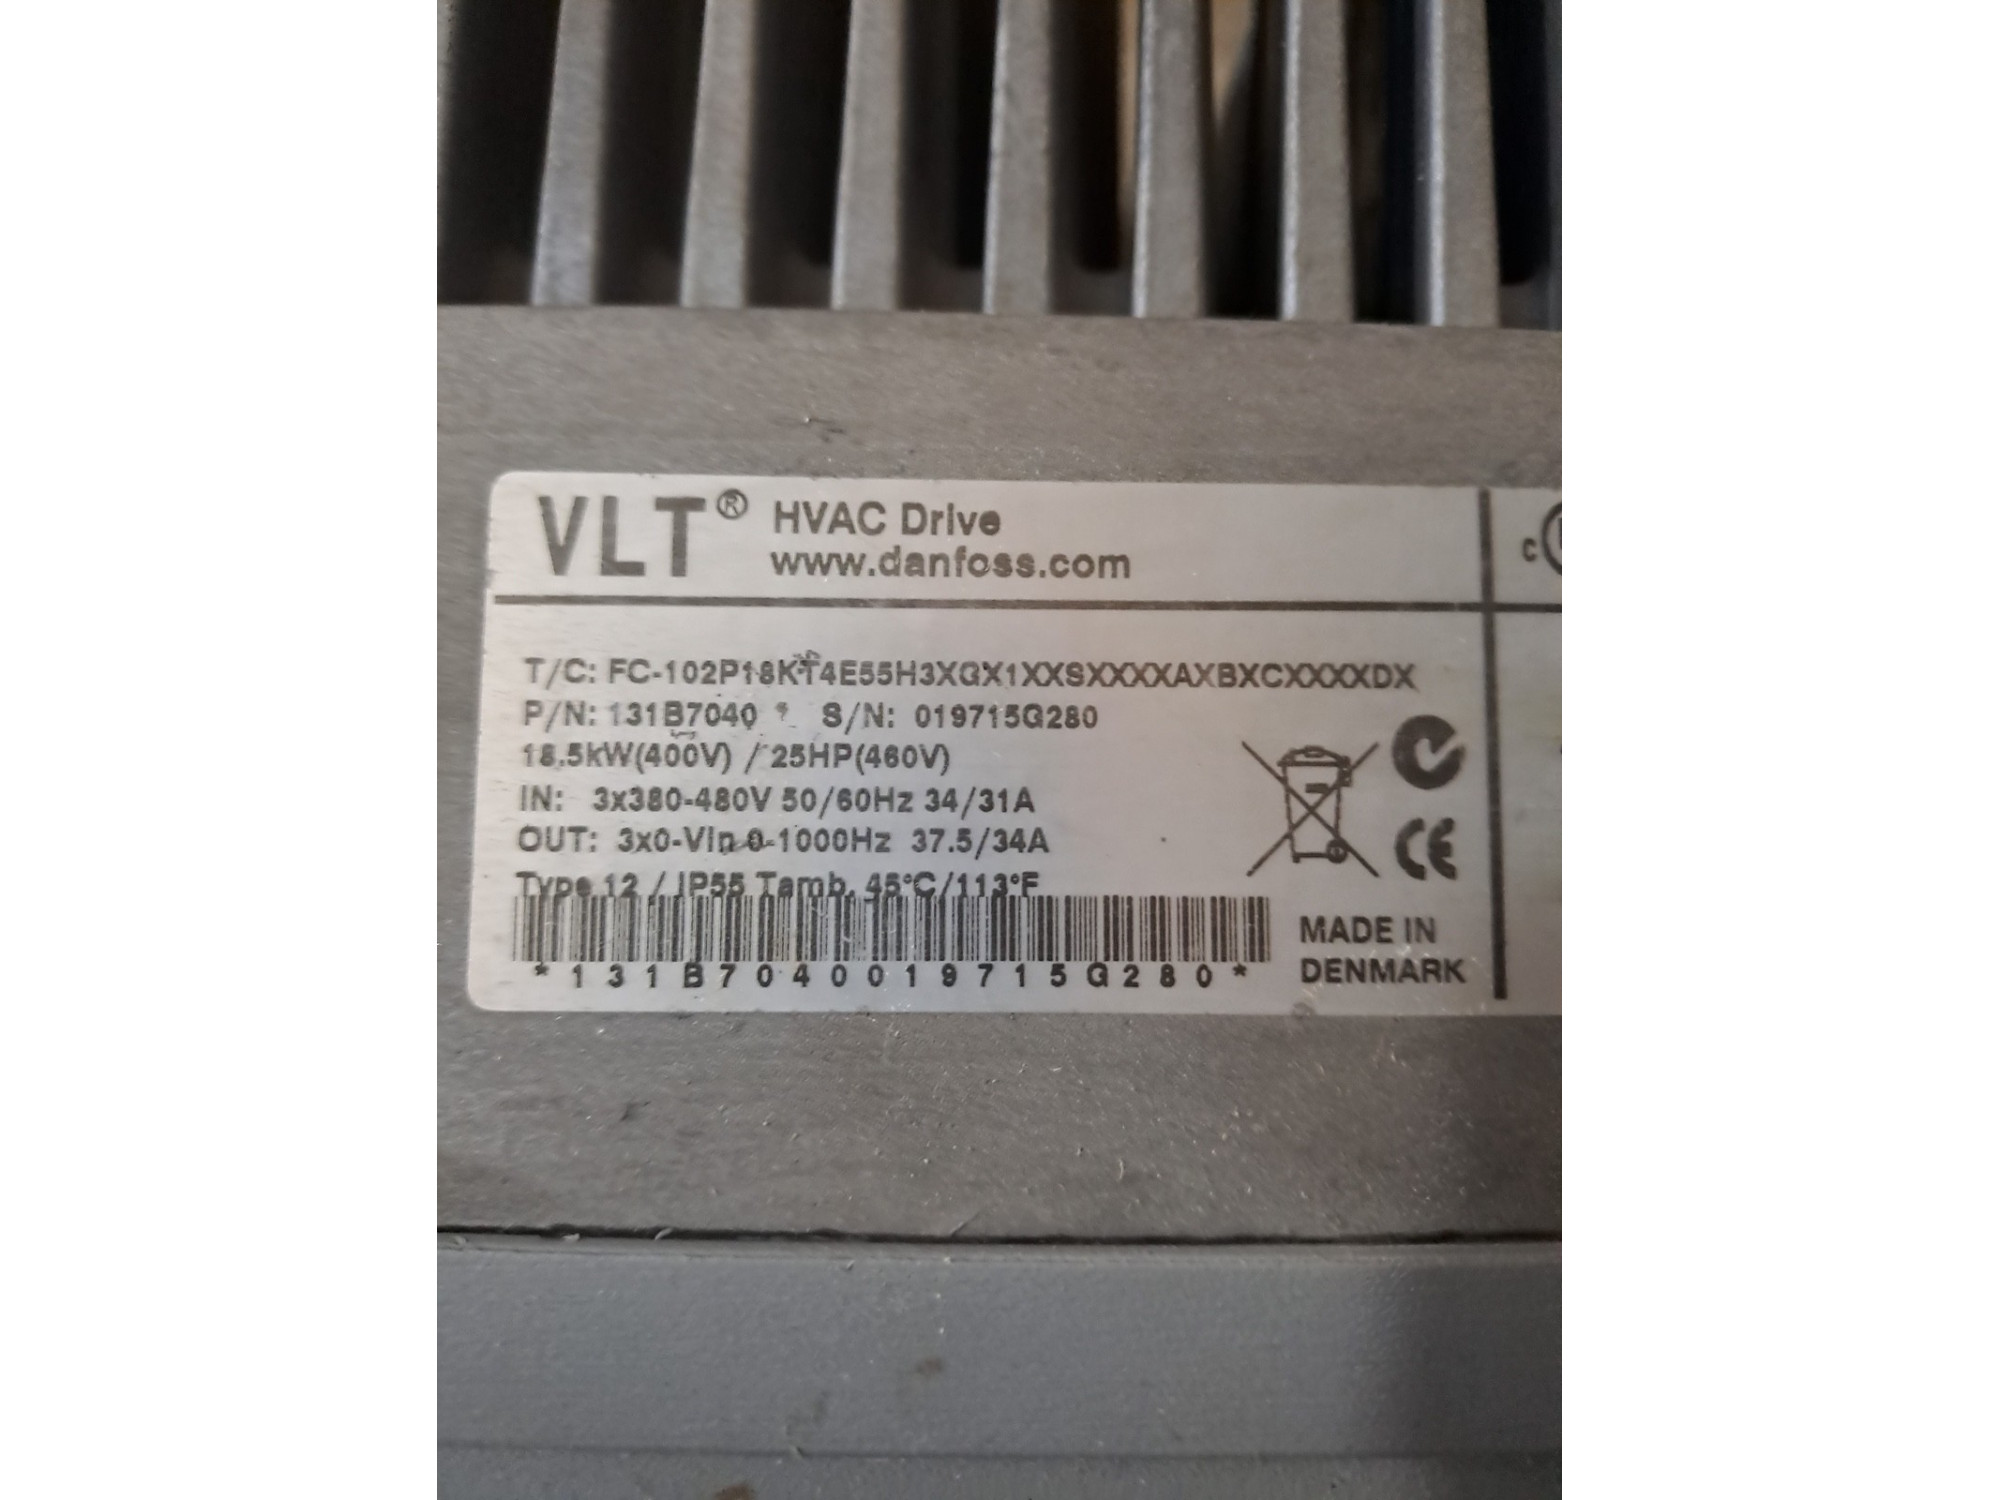 VLT® HVAC Drive
www.danfoss.com
c
T/C: FC-102P18KT4E55H3XGX1XXSXXXXAXBXCXXXXDX
P/N: 131B7040 S/N: 019715G280
18.5kW(400V) / 25HP(460V)
IN: 3x380-480V 50/60Hz 34/31A
OUT: 3x0-Vin 0-1000Hz 37.5/34A
Type 12 / IP55 Tamb. 45°C/113°F
*131B7040019715G280*
CE
MADE IN
DENMARK